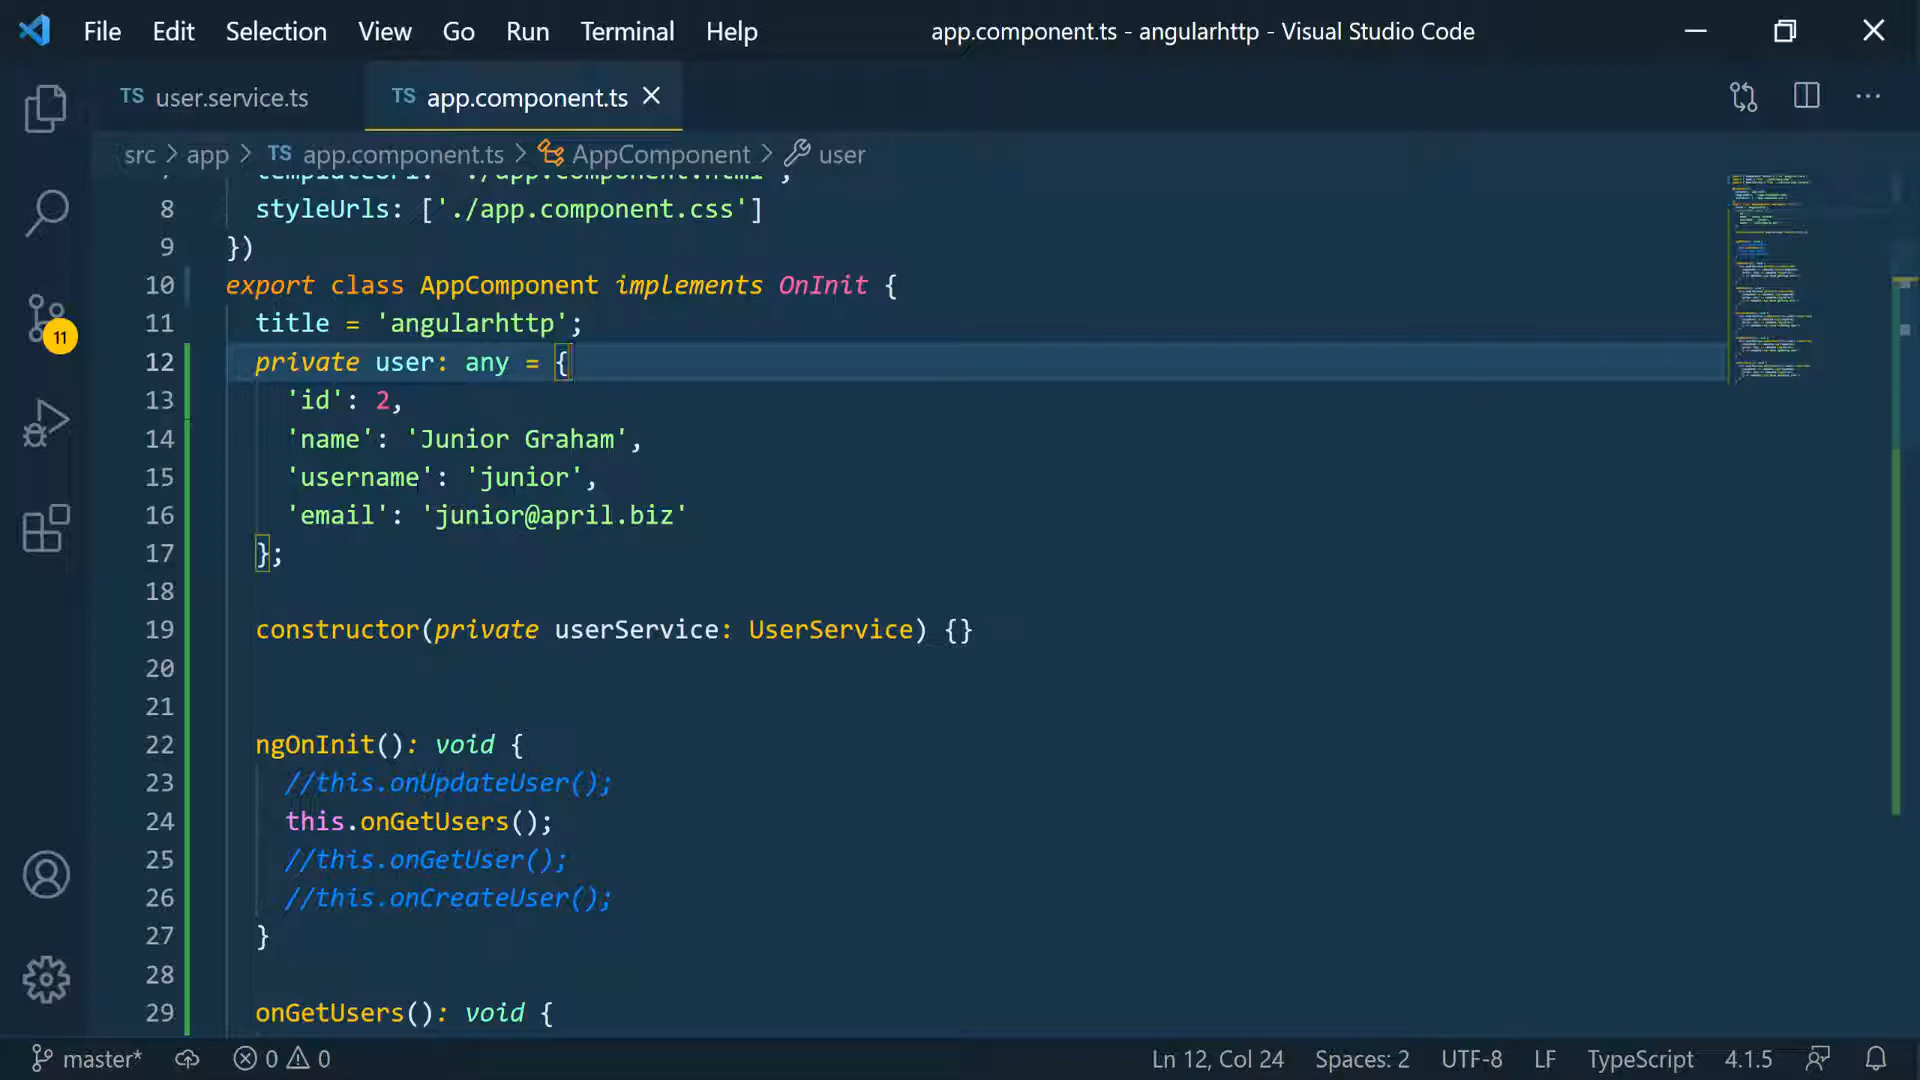 File Edit Selection View Go Run Terminal Help app.component.ts - angularhttp - Visual Studio Code
TS user.service.ts TS app.component.ts
src > app > TS app.component.ts > AppComponent > user
templateUrl: './app.component.html',
8 styleUrls: ['./app.component.css']
9 })
10 export class AppComponent implements OnInit {
11 title = 'angularhttp';
12 private user: any = {
13 'id': 2,
14 'name': 'Junior Graham',
15 'username': 'junior',
16 'email': 'junior@april.biz'
17 };
18
19 constructor(private userService: UserService) {}
20
21
22 ngOnInit(): void {
23 //this.onUpdateUser();
24 this.onGetUsers();
25 //this.onGetUser();
26 //this.onCreateUser();
27 }
28
29 onGetUsers(): void {
11
master* 0 0 Ln 12, Col 24 Spaces: 2 UTF-8 LF TypeScript 4.1.5